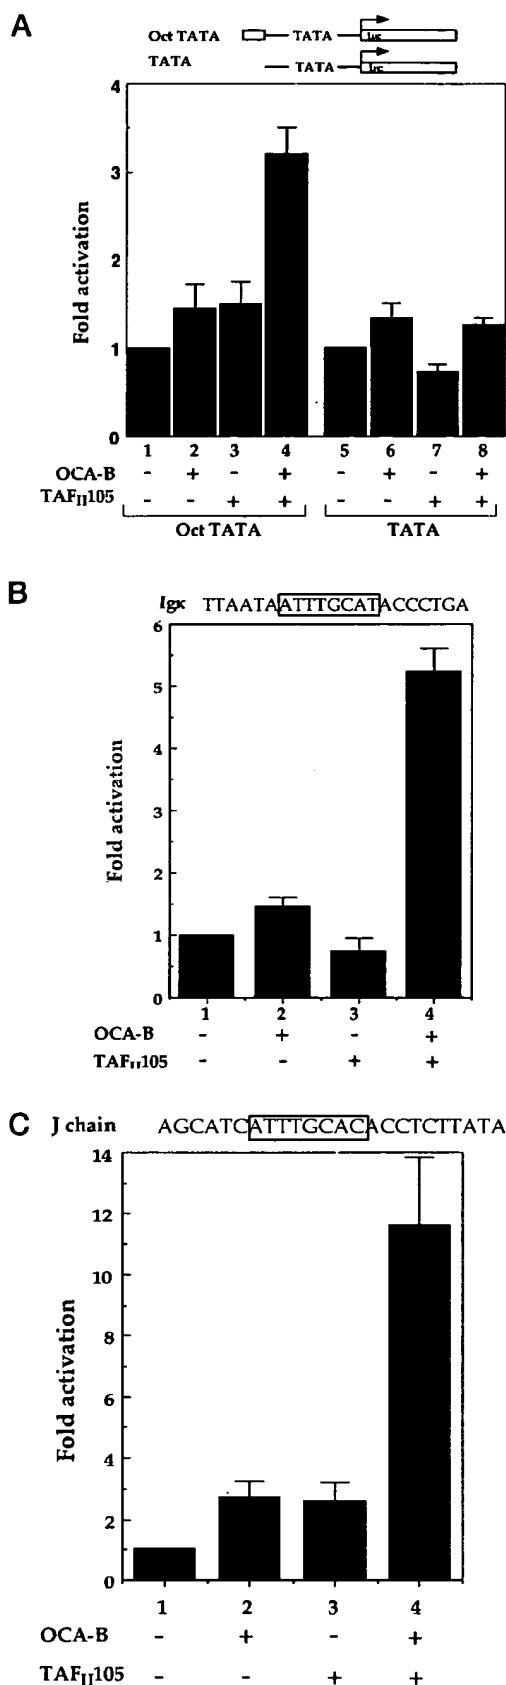 A
Oct TATA TATA Luc
TATA TATA Luc
4
3
2
1
0
Fold activation
1 2 3 4 5 6 7 8
OCA-B - + - + - + - +
TAFII105 - - + + - - + +
Oct TATA TATA
B
Igκ TTAATAATTTGCATACCCTGA
6
5
4
3
2
1
0
Fold activation
1 2 3 4
OCA-B - + - +
TAFII105 - - + +
C
J chain AGCATCATTTGCACACCTCTTATA
14
12
10
8
6
4
2
0
Fold activation
1 2 3 4
OCA-B - + - +
TAFII105 - - + +